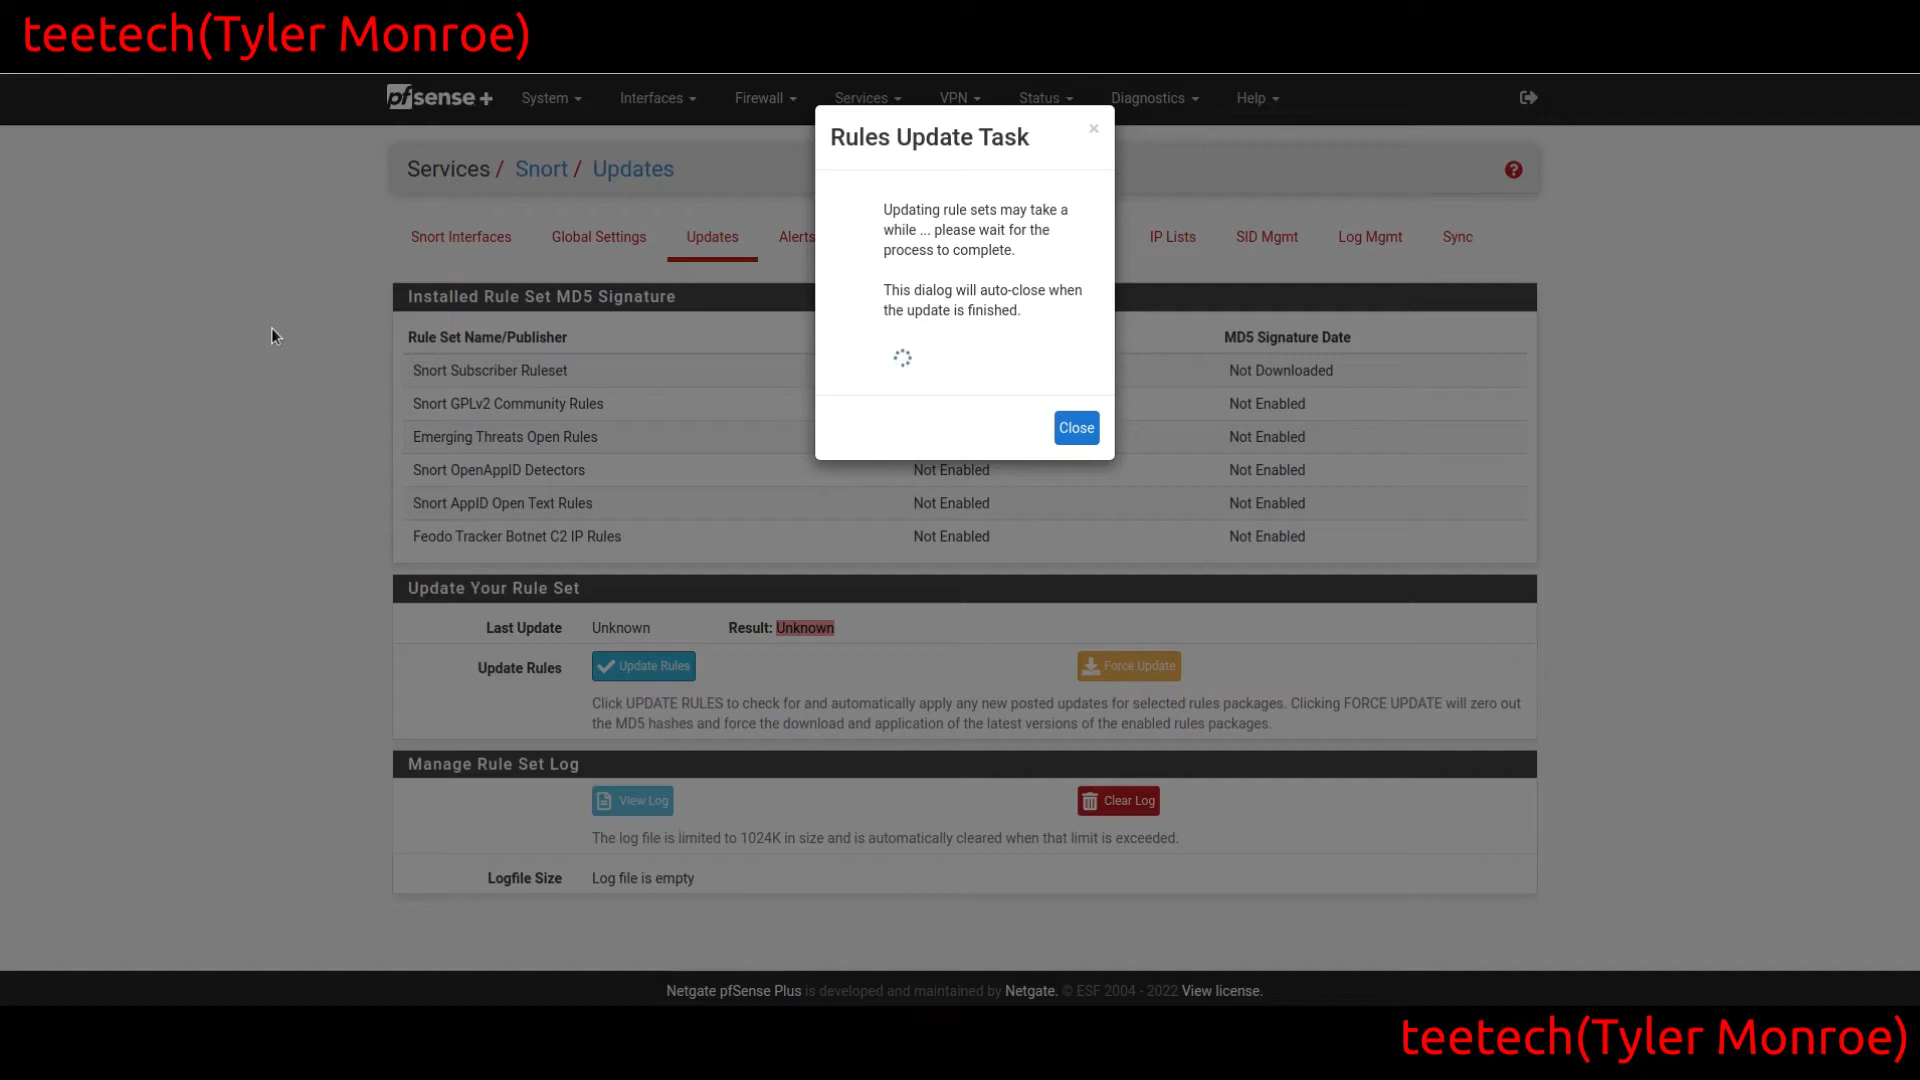 teetech(Tyler Monroe)
pfsense +
System Interfaces Firewall Services VPN Status Diagnostics Help
Rules Update Task ×
Services / Snort / Updates
Updating rule sets may take a
while ... please wait for the
process to complete.
This dialog will auto-close when
the update is finished.
Close
Snort Interfaces Global Settings Updates Alerts IP Lists SID Mgmt Log Mgmt Sync
Installed Rule Set MD5 Signature
Rule Set Name/Publisher MD5 Signature Date
Snort Subscriber Ruleset Not Downloaded
Snort GPLv2 Community Rules Not Enabled
Emerging Threats Open Rules Not Enabled
Snort OpenAppID Detectors Not Enabled Not Enabled
Snort AppID Open Text Rules Not Enabled Not Enabled
Feodo Tracker Botnet C2 IP Rules Not Enabled Not Enabled
Update Your Rule Set
Last Update Unknown Result: Unknown
Update Rules Update Rules Force Update
Click UPDATE RULES to check for and automatically apply any new posted updates for selected rules packages. Clicking FORCE UPDATE will zero out
the MD5 hashes and force the download and application of the latest versions of the enabled rules packages.
Manage Rule Set Log
View Log Clear Log
The log file is limited to 1024K in size and is automatically cleared when that limit is exceeded.
Logfile Size Log file is empty
Netgate pfSense Plus is developed and maintained by Netgate. © ESF 2004 - 2022 View license.
teetech(Tyler Monroe)